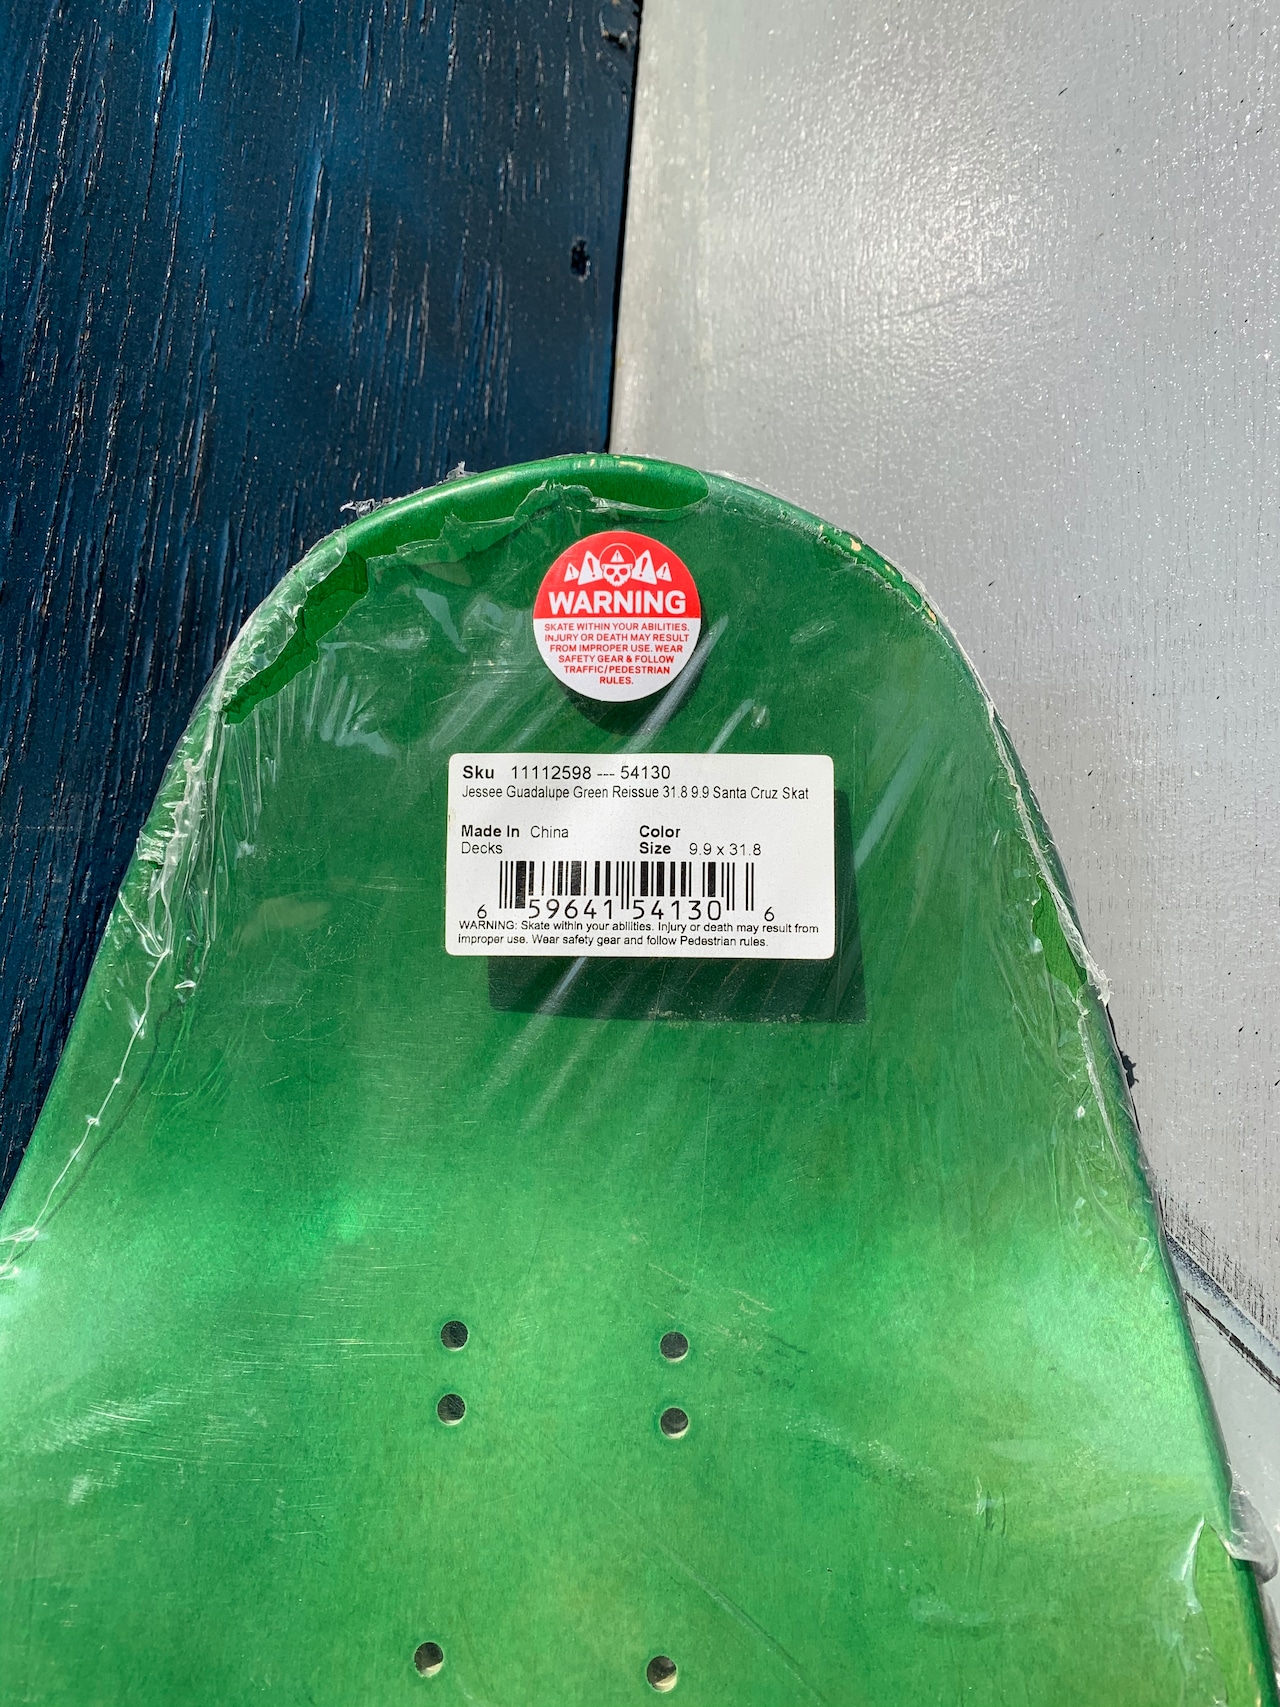 WARNING
SKATE WITHIN YOUR ABILITIES.
INJURY OR DEATH MAY RESULT
FROM IMPROPER USE. WEAR
SAFETY GEAR & FOLLOW
TRAFFIC/PEDESTRIAN
RULES.
Sku 11112598 --- 54130
Jessee Guadalupe Green Reissue 31.8 9.9 Santa Cruz Skat
Made In China Color
Decks Size 9.9 x 31.8
6 59641 54130 6
WARNING: Skate within your abilities. Injury or death may result from
improper use. Wear safety gear and follow Pedestrian rules.